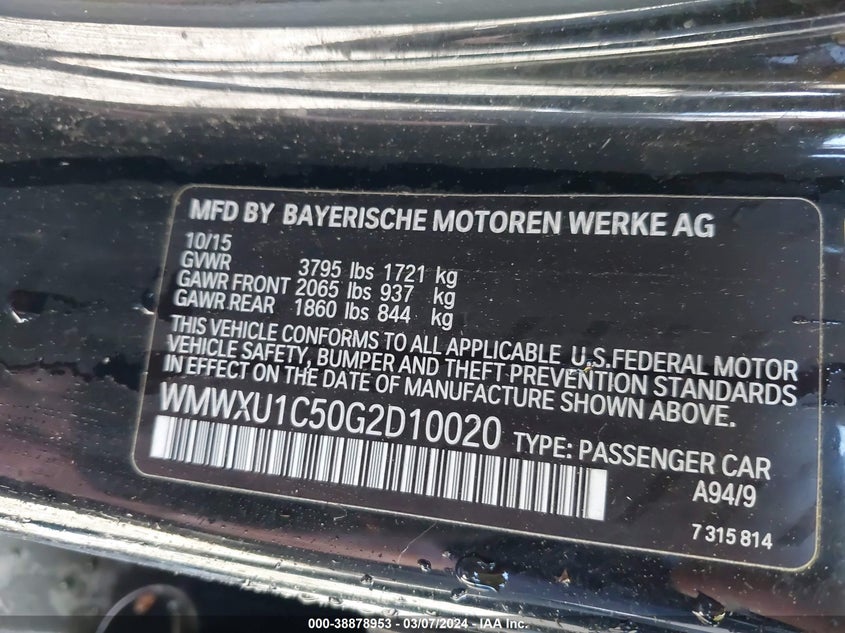 MFD BY BAYERISCHE MOTOREN WERKE AG
10/15
GVWR 3795 lbs 1721 kg
GAWR FRONT 2065 lbs 937 kg
GAWR REAR 1860 lbs 844 kg
THIS VEHICLE CONFORMS TO ALL APPLICABLE U.S.FEDERAL MOTOR
VEHICLE SAFETY, BUMPER AND THEFT PREVENTION STANDARDS
IN EFFECT ON THE DATE OF MANUFACTURE SHOWN ABOVE.
WMWXU1C50G2D10020 TYPE: PASSENGER CAR
A94/9
7 315 814
000-38878953 - 03/07/2024 - IAA Inc.